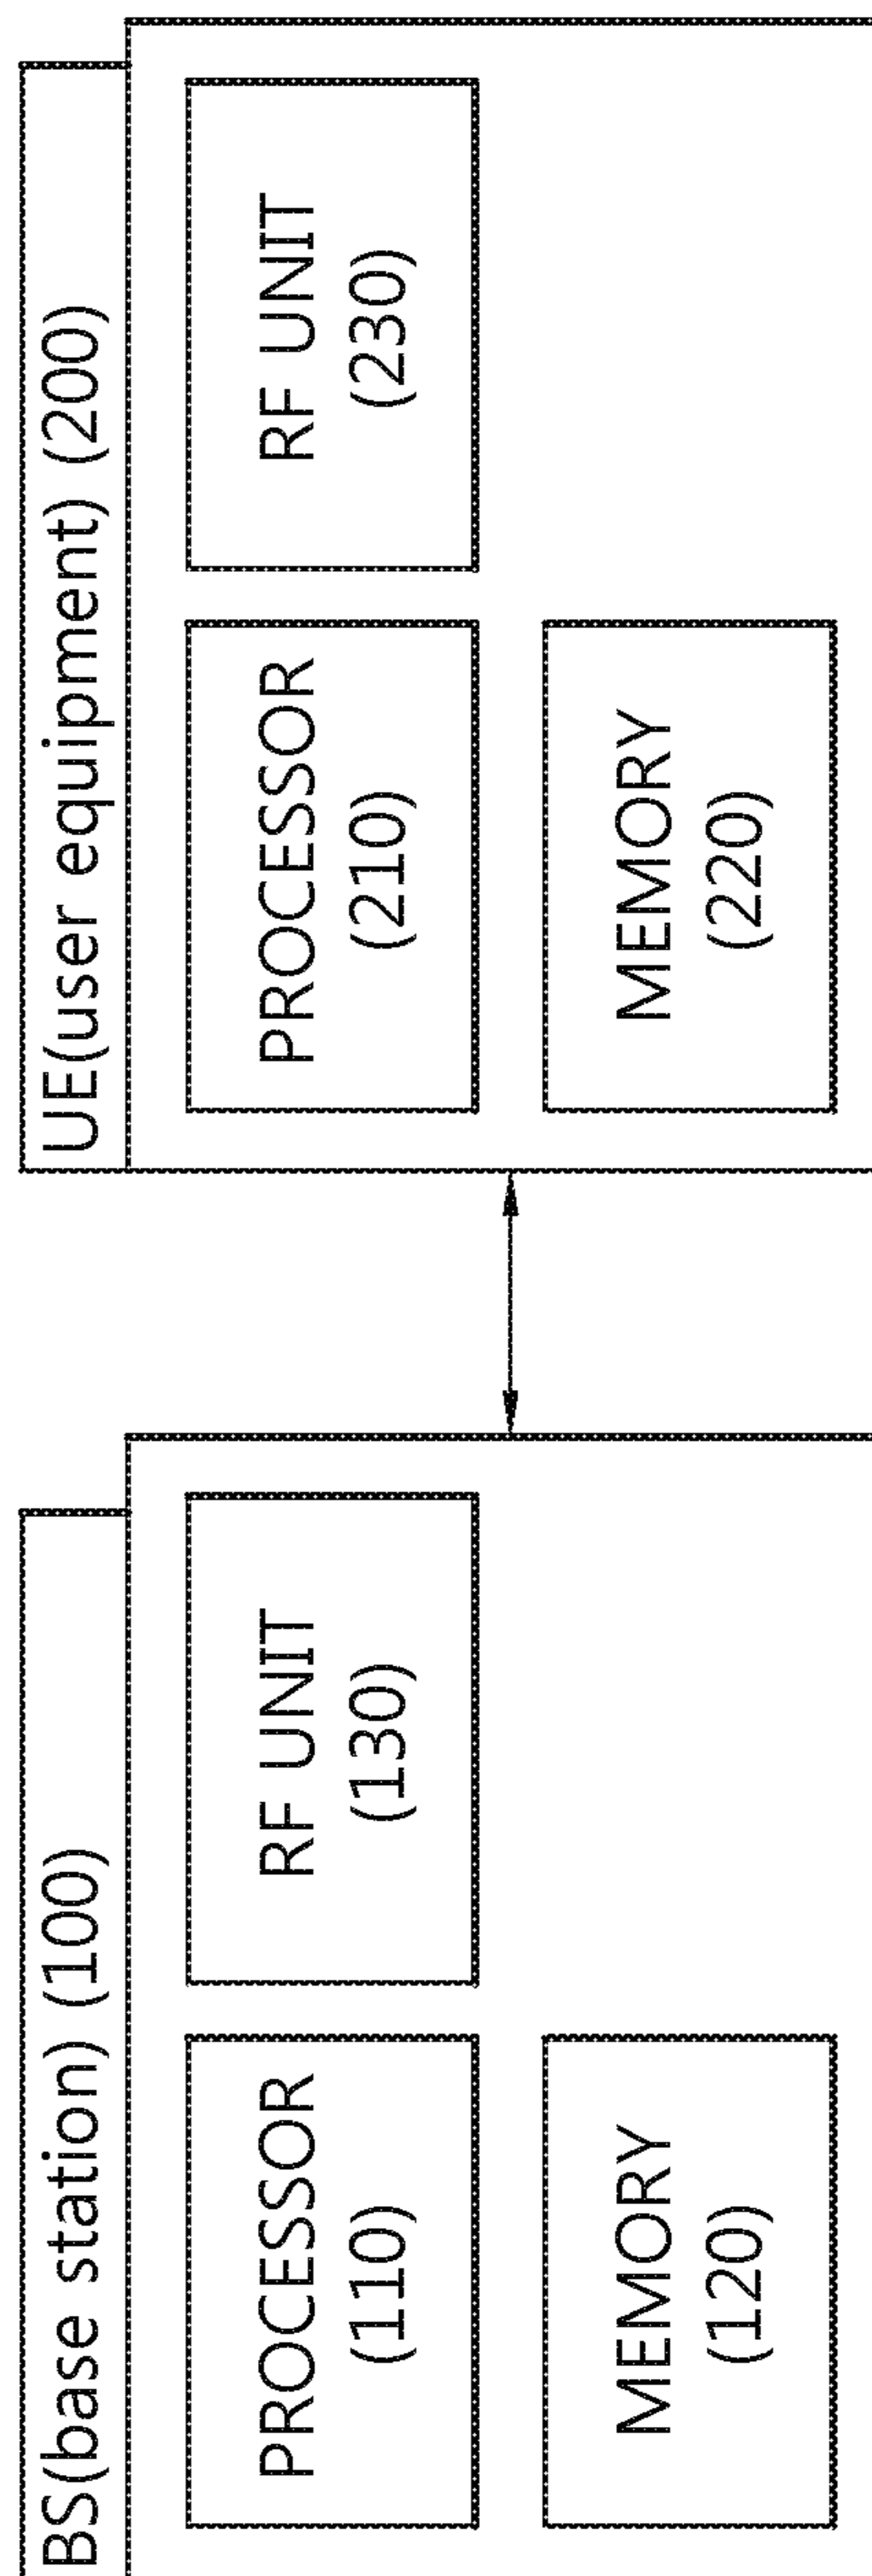 BS(base station) (100)
PROCESSOR
(110)
RF UNIT
(130)
MEMORY
(120)
UE(user equipment) (200)
PROCESSOR
(210)
RF UNIT
(230)
MEMORY
(220)